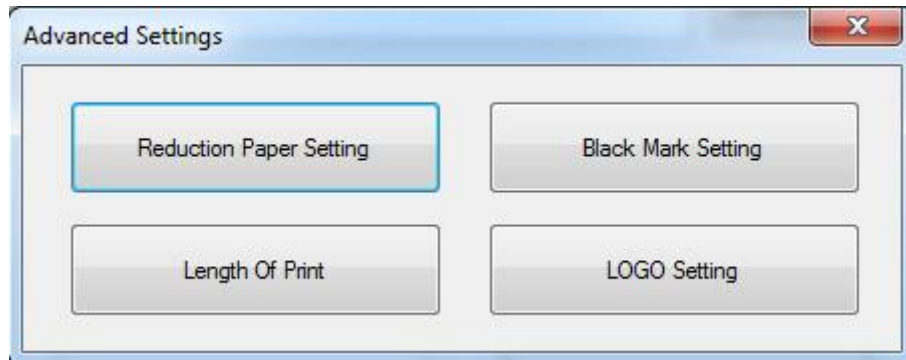 Advanced Settings
Reduction Paper Setting
Black Mark Setting
Length Of Print
LOGO Setting